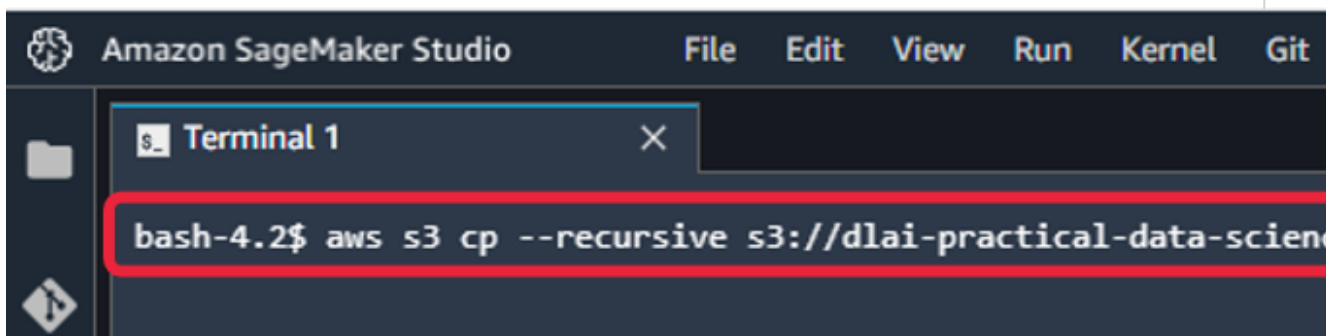 Amazon SageMaker Studio File Edit View Run Kernel Git
$_ Terminal 1
bash-4.2$ aws s3 cp --recursive s3://dlai-practical-data-scien